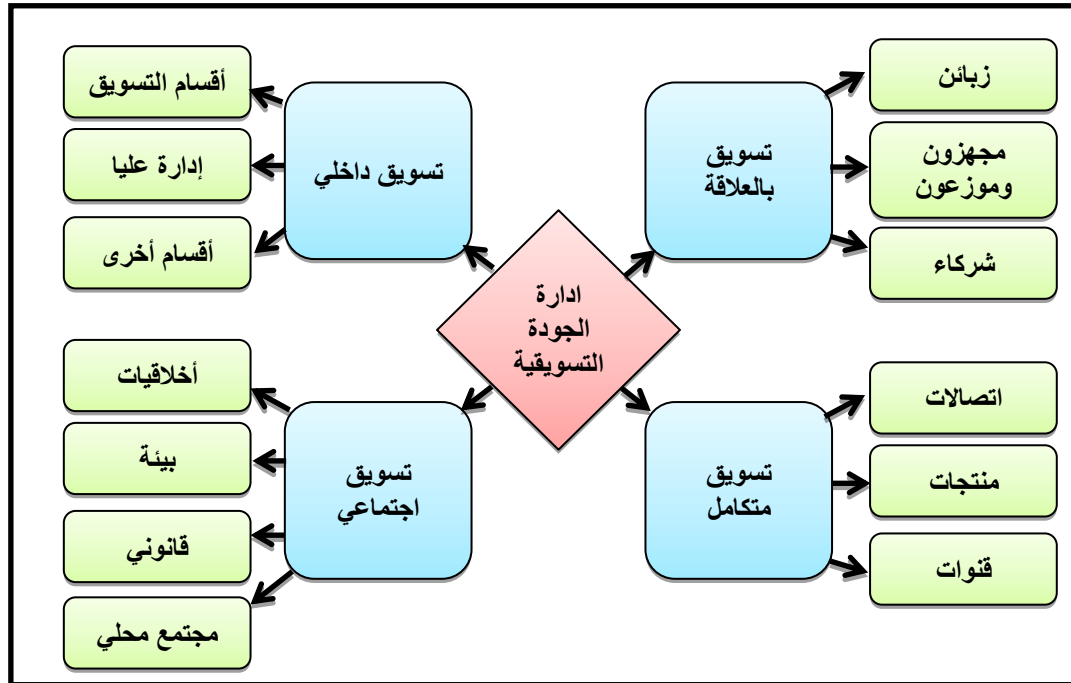 ادارة
الجودة
التسويقية
تسويق
بالعلاقة
زبائن
مجهزون
وموزعون
شركاء
تسويق داخلي
أقسام التسويق
إدارة عليا
أقسام أخرى
تسويق
متكامل
اتصالات
منتجات
قنوات
تسويق
اجتماعي
أخلاقيات
بيئة
قانوني
مجتمع محلي